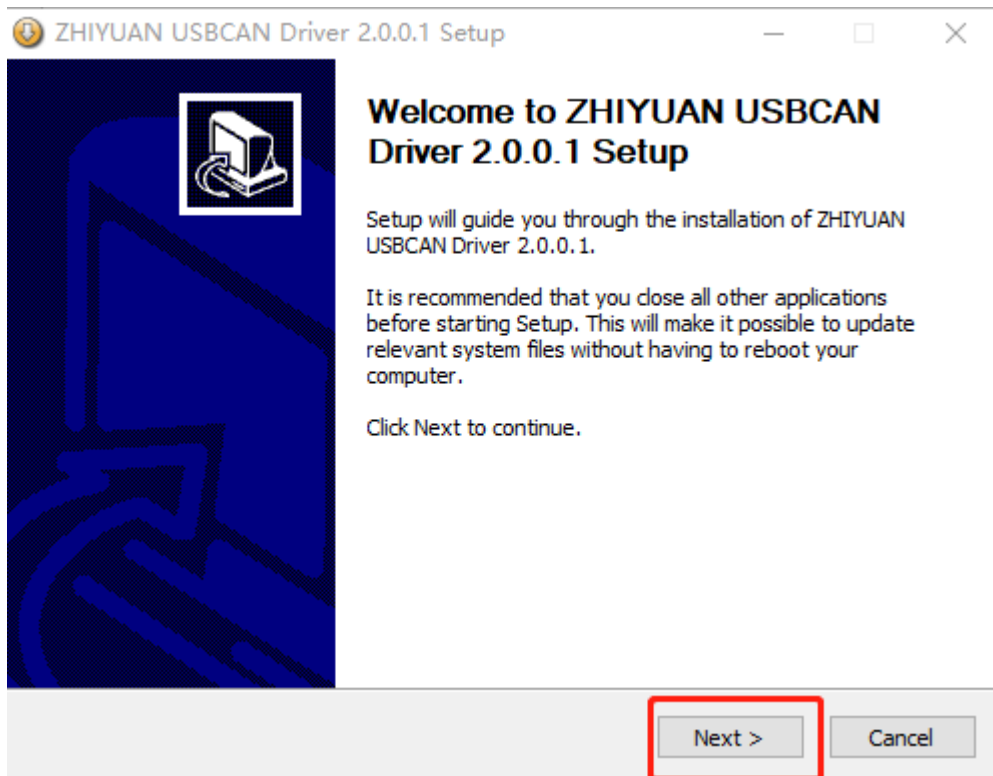 ZHIYUAN USBCAN Driver 2.0.0.1 Setup
Welcome to ZHIYUAN USBCAN
Driver 2.0.0.1 Setup
Setup will guide you through the installation of ZHIYUAN
USBCAN Driver 2.0.0.1.
It is recommended that you close all other applications
before starting Setup. This will make it possible to update
relevant system files without having to reboot your
computer.
Click Next to continue.
Next >
Cancel